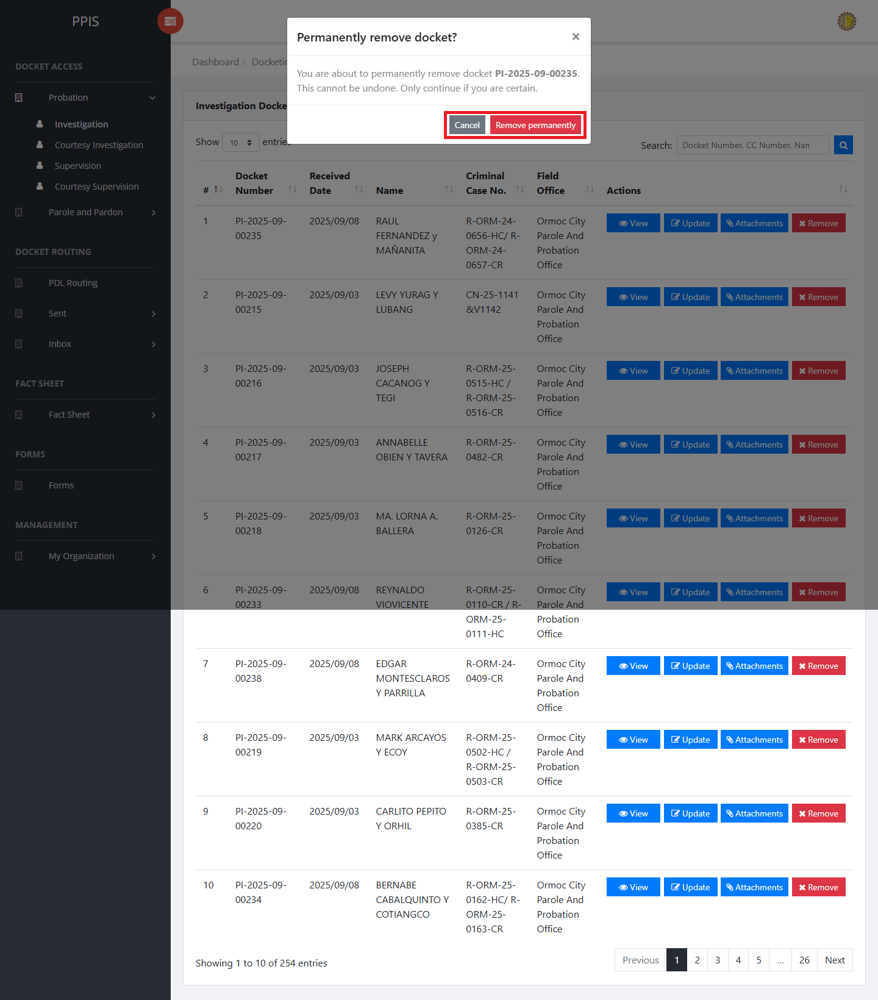 PPIS
DOCKET ACCESS
Probation
Investigation
Courtesy Investigation
Supervision
Courtesy Supervision
Parole and Pardon
DOCKET ROUTING
PDL Routing
Sent
Inbox
FACT SHEET
Fact Sheet
FORMS
Forms
MANAGEMENT
My Organization
Permanently remove docket?
×
You are about to permanently remove docket PI-2025-09-00235.
This cannot be undone. Only continue if you are certain.
Cancel Remove permanently
Dashboard /
Show 10 entries
Search: Docket Number, CC Number, Nan
# Docket Number Received Date Name Criminal Case No. Field Office Actions
1 PI-2025-09- 2025/09/08 RAUL R-ORM-24- Ormoc City View Update Attachments Remove
00235 FERNANDEZ y 0656-HC/ R- Parole And
MAÑANITA ORM-24- Probation
0657-CR Office
2 PI-2025-09- 2025/09/03 LEVY YURAG Y CN-25-1141 Ormoc City View Update Attachments Remove
00215 LUBANG &V1142 Parole And
Probation
Office
3 PI-2025-09- 2025/09/03 JOSEPH R-ORM-25- Ormoc City View Update Attachments Remove
00216 CACANOG Y 0515-HC / Parole And
TEGI R-ORM-25- Probation
0516-CR Office
4 PI-2025-09- 2025/09/03 ANNABELLE R-ORM-25- Ormoc City View Update Attachments Remove
00217 OBIEN Y TAVERA 0482-CR Parole And
Probation
Office
5 PI-2025-09- 2025/09/03 MA. LORNA A. R-ORM-25- Ormoc City View Update Attachments Remove
00218 BALLERA 0126-CR Parole And
Probation
Office
6 PI-2025-09- 2025/09/08 REYNALDO R-ORM-25- Ormoc City View Update Attachments Remove
00233 VIOVICENTE 0110-CR / R- Parole And
ORM-25- Probation
0111-HC Office
7 PI-2025-09- 2025/09/08 EDGAR R-ORM-24- Ormoc City View Update Attachments Remove
00238 MONTESCLAROS 0409-CR Parole And
Y PARRILLA Probation
Office
8 PI-2025-09- 2025/09/03 MARK ARCAYOS R-ORM-25- Ormoc City View Update Attachments Remove
00219 Y ECOY 0502-HC / Parole And
R-ORM-25- Probation
0503-CR Office
9 PI-2025-09- 2025/09/03 CARLITO PEPITO R-ORM-25- Ormoc City View Update Attachments Remove
00220 Y ORHIL 0385-CR Parole And
Probation
Office
10 PI-2025-09- 2025/09/08 BERNABE R-ORM-25- Ormoc City View Update Attachments Remove
00234 CABALQUINTO Y 0162-HC/ R- Parole And
COTIANGCO ORM-25- Probation
0163-CR Office
Showing 1 to 10 of 254 entries
Previous 1 2 3 4 5 ... 26 Next